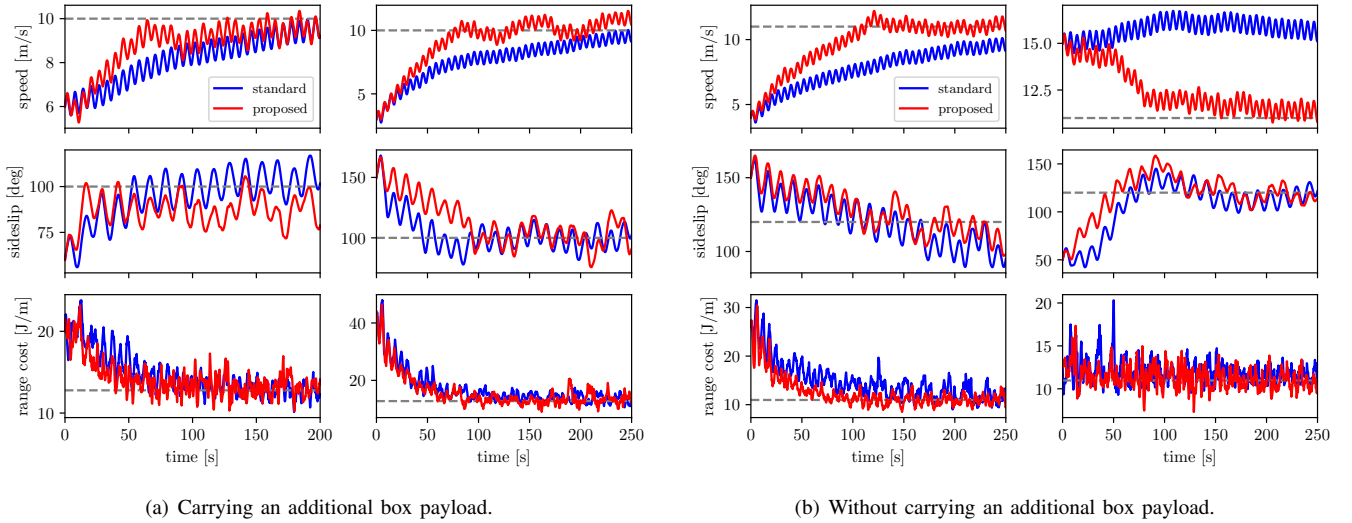 10
8
6
speed [m/s]
standard
proposed
10
5
10
5
speed [m/s]
standard
proposed
15.0
12.5
100
75
sideslip [deg]
150
100
150
100
sideslip [deg]
150
100
50
20
10
range cost [J/m]
40
20
30
20
10
range cost [J/m]
20
15
10
0 50 100 150 200
0 50 100 150 200 250
0 50 100 150 200 250
0 50 100 150 200 250
time [s]
time [s]
time [s]
time [s]
(a) Carrying an additional box payload.
(b) Without carrying an additional box payload.